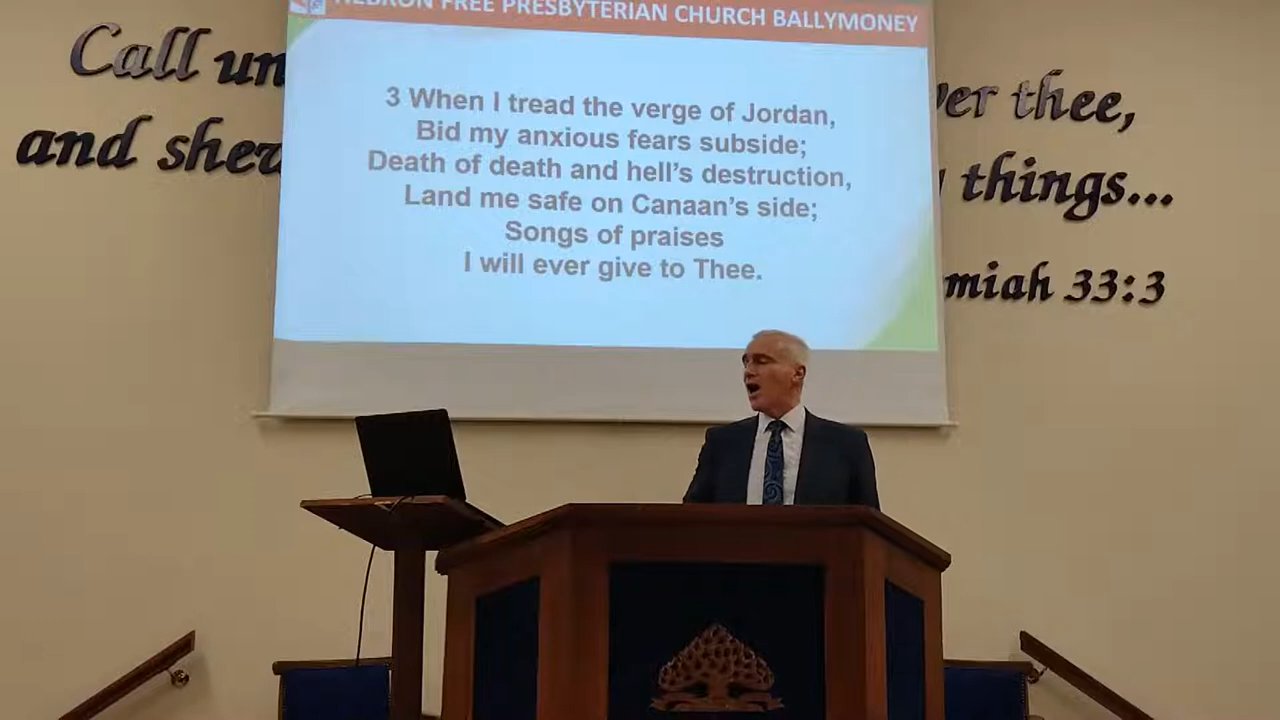 HEBRON FREE PRESBYTERIAN CHURCH BALLYMONEY
Call un
ver thee,
and shew
things...
miah 33:3
3 When I tread the verge of Jordan,
Bid my anxious fears subside;
Death of death and hell's destruction,
Land me safe on Canaan's side;
Songs of praises
I will ever give to Thee.